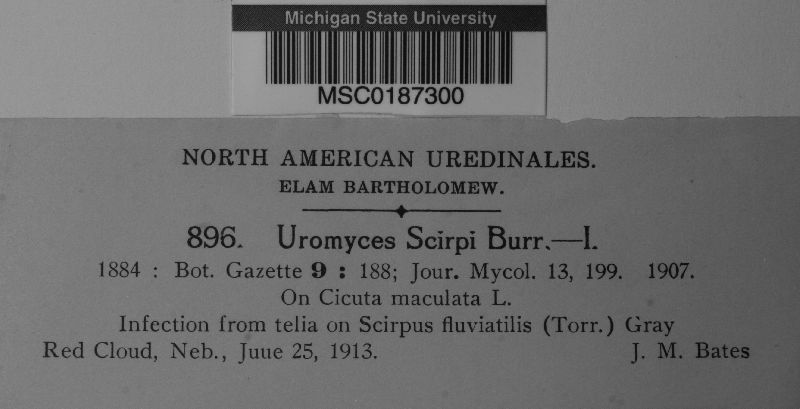 Michigan State University
MSC0187300
NORTH AMERICAN UREDINALES.
ELAM BARTHOLOMEW.
896. Uromyces Scirpi Burr.—I.
1884 : Bot. Gazette 9 : 188; Jour. Mycol. 13, 199. 1907.
On Cicuta maculata L.
Infection from telia on Scirpus fluviatilis (Torr.) Gray
Red Cloud, Neb., Juue 25, 1913. J. M. Bates